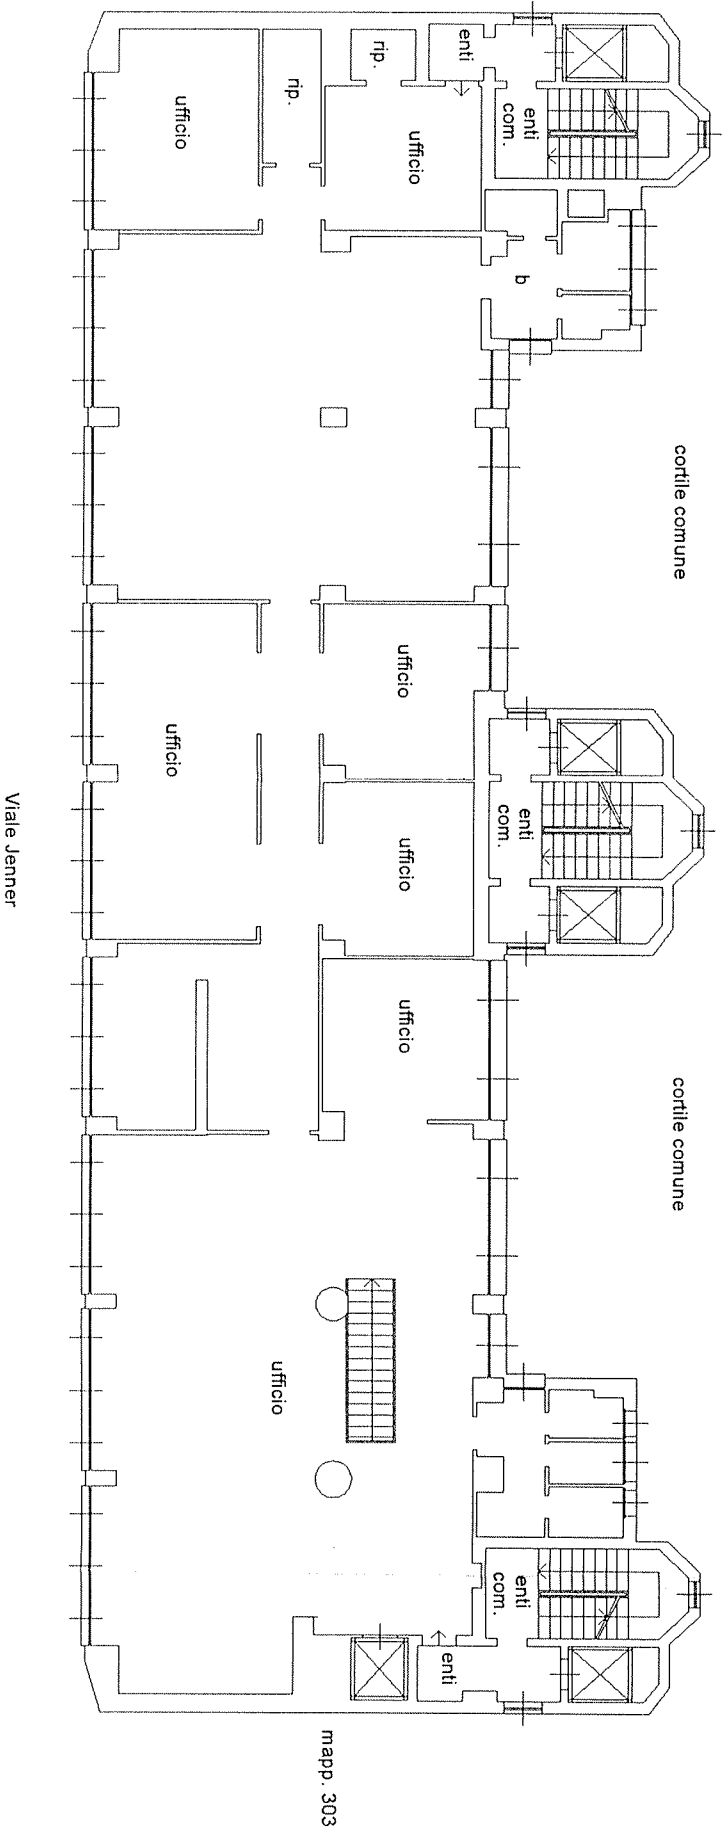 enti
rip.
rip.
ufficio
ufficio
enti
com.
b
cortile comune
ufficio
ufficio
enti
com.
ufficio
Viale Jenner
ufficio
cortile comune
ufficio
enti
com.
enti
mapp. 303